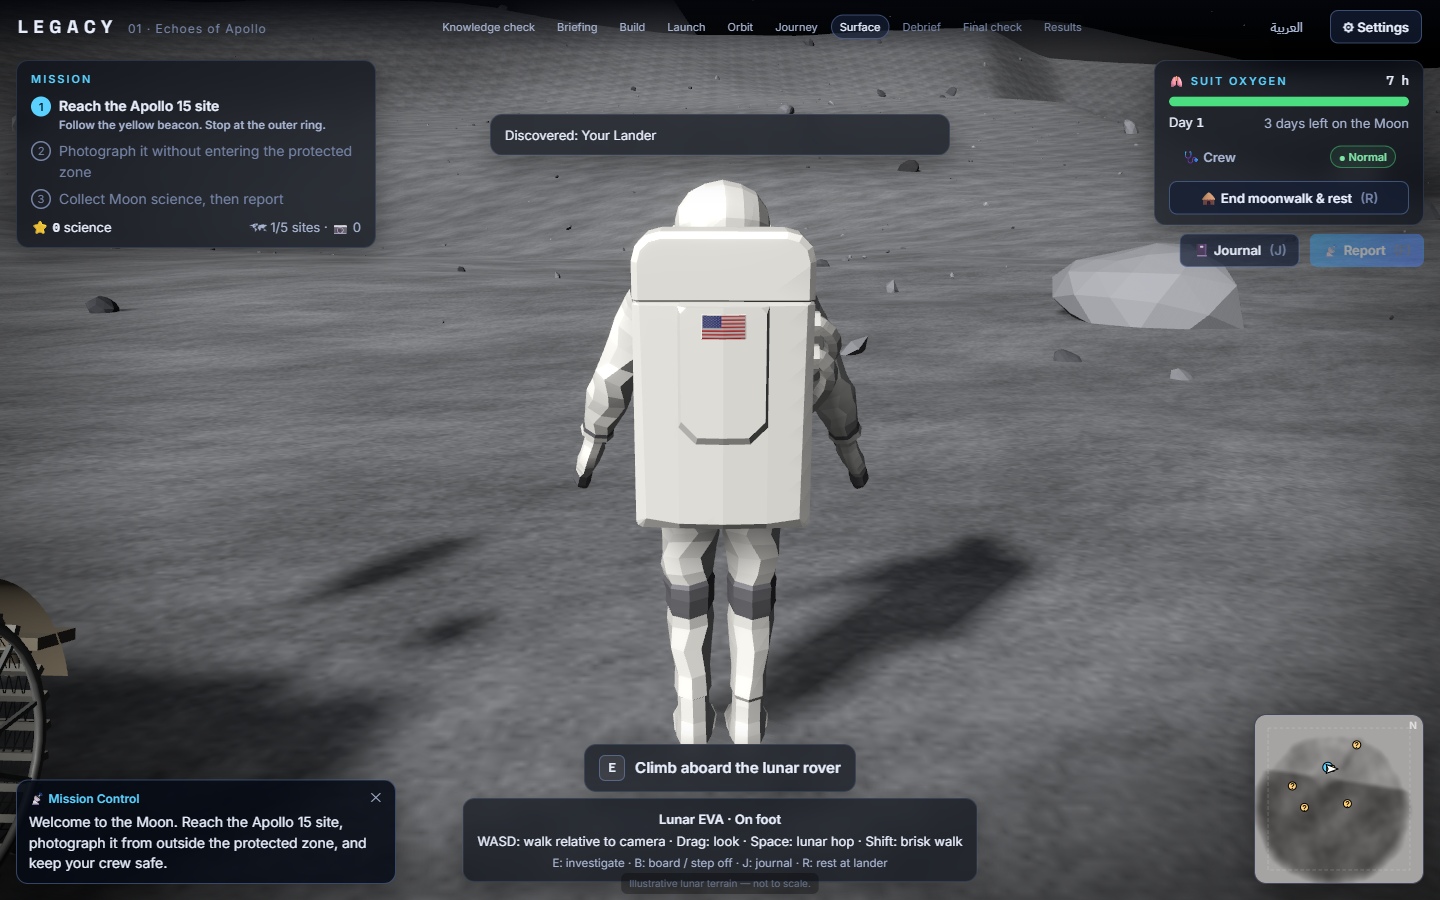 LEGACY 01 · Echoes of Apollo
Knowledge check Briefing Build Launch Orbit Journey Surface Debrief Final check Results
العربية
Settings
MISSION
1 Reach the Apollo 15 site
Follow the yellow beacon. Stop at the outer ring.
2 Photograph it without entering the protected
zone
3 Collect Moon science, then report
0 science 1/5 sites · 0
Discovered: Your Lander
SUIT OXYGEN 7 h
Day 1 3 days left on the Moon
Crew Normal
End moonwalk & rest (R)
Journal (J) Report
N
? ? ? ?
E Climb aboard the lunar rover
Mission Control
Welcome to the Moon. Reach the Apollo 15 site,
photograph it from outside the protected zone, and
keep your crew safe.
Lunar EVA · On foot
WASD: walk relative to camera · Drag: look · Space: lunar hop · Shift: brisk walk
E: investigate · B: board / step off · J: journal · R: rest at lander
Illustrative lunar terrain — not to scale.